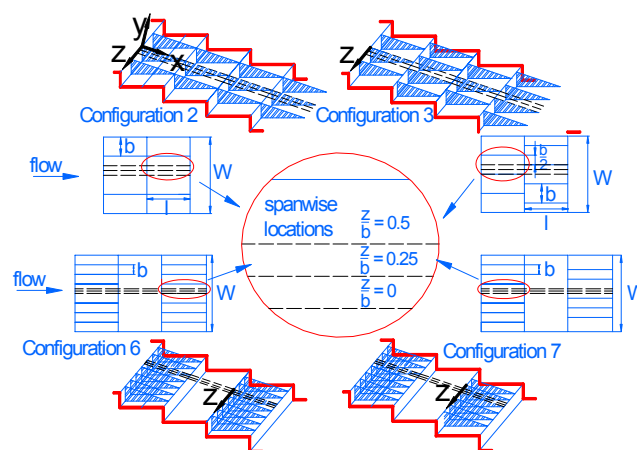 y
z
x
z
Configuration 2
Configuration 3
flow
b
W
l
b/2
b
W
l
spanwise
locations
z/b = 0.5
z/b = 0.25
z/b = 0
flow
b
W
b
W
Configuration 6
Configuration 7
z
z